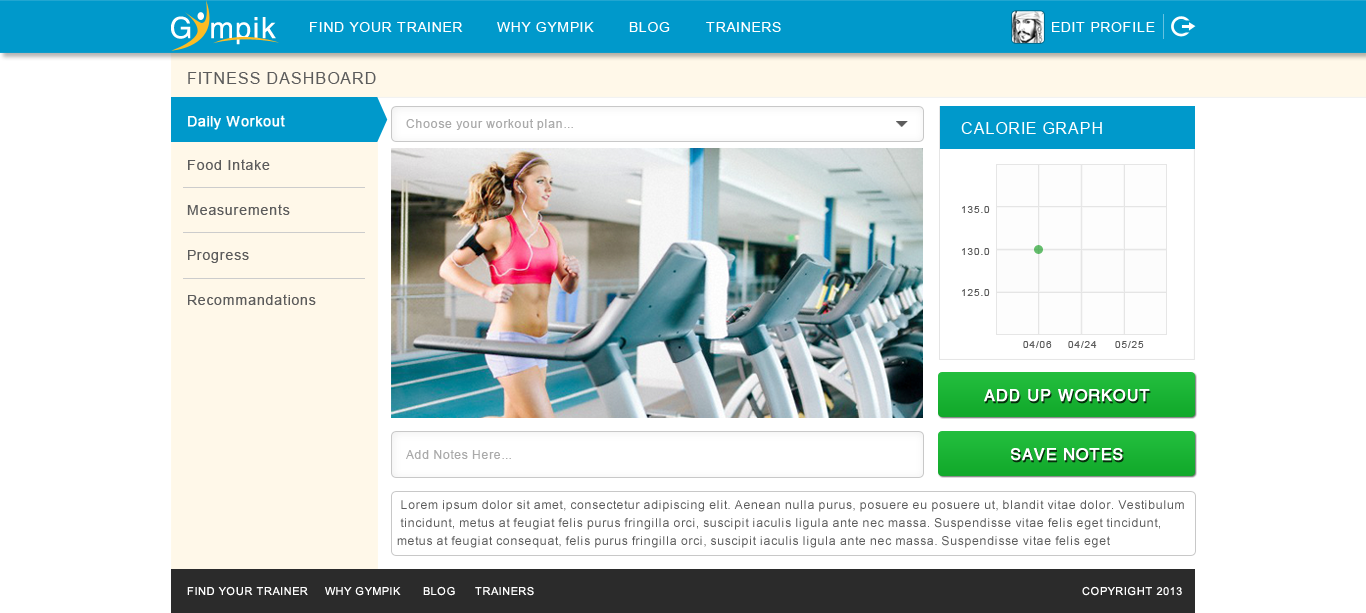 Gympik
FIND YOUR TRAINER
WHY GYMPIK
BLOG
TRAINERS
EDIT PROFILE
FITNESS DASHBOARD
Daily Workout
Food Intake
Measurements
Progress
Recommandations
Choose your workout plan...
Add Notes Here...
CALORIE GRAPH
135.0
130.0
125.0
04/06 04/24 05/25
ADD UP WORKOUT
SAVE NOTES
Lorem ipsum dolor sit amet, consectetur adipiscing elit. Aenean nulla purus, posuere eu posuere ut, blandit vitae dolor. Vestibulum
tincidunt, metus at feugiat felis purus fringilla orci, suscipit iaculis ligula ante nec massa. Suspendisse vitae felis eget tincidunt,
metus at feugiat consequat, felis purus fringilla orci, suscipit iaculis ligula ante nec massa. Suspendisse vitae felis eget
FIND YOUR TRAINER
WHY GYMPIK
BLOG
TRAINERS
COPYRIGHT 2013